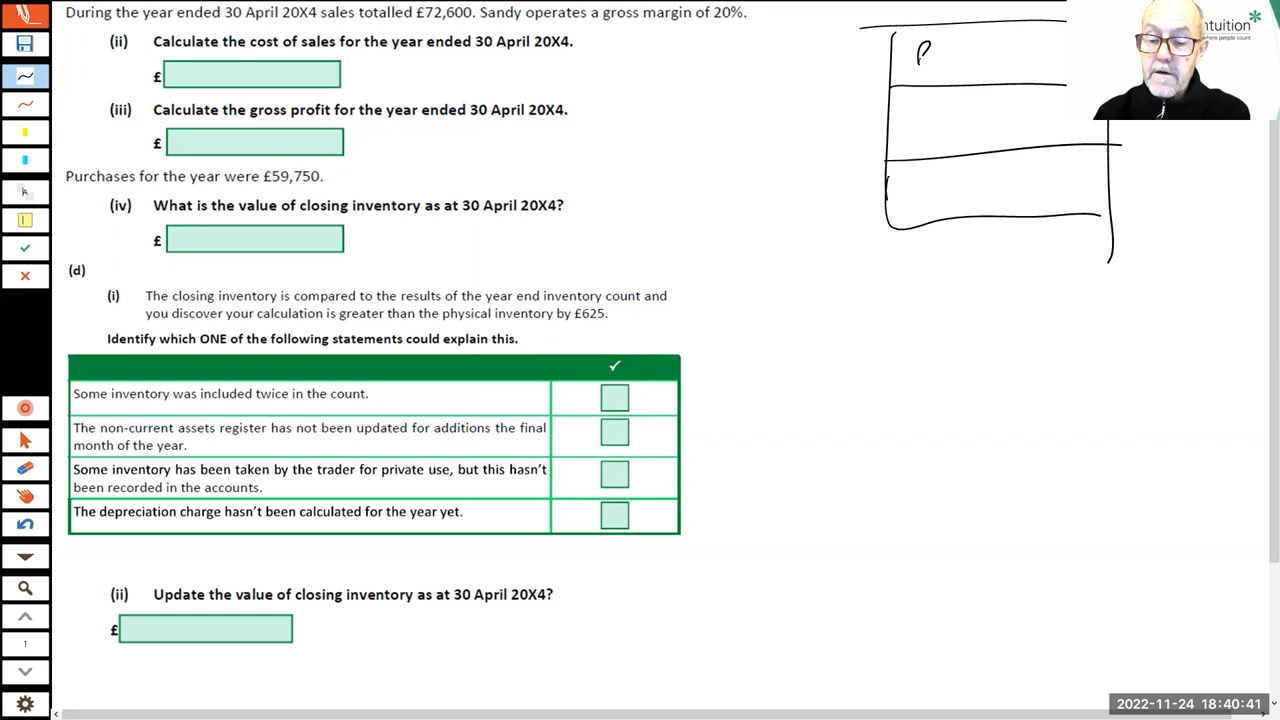 During the year ended 30 April 20X4 sales totalled £72,600. Sandy operates a gross margin of 20%.
(ii) Calculate the cost of sales for the year ended 30 April 20X4.
£
(iii) Calculate the gross profit for the year ended 30 April 20X4.
£
Purchases for the year were £59,750.
(iv) What is the value of closing inventory as at 30 April 20X4?
£
(d)
(i) The closing inventory is compared to the results of the year end inventory count and
you discover your calculation is greater than the physical inventory by £625.
Identify which ONE of the following statements could explain this.
✓
Some inventory was included twice in the count.
The non-current assets register has not been updated for additions the final
month of the year.
Some inventory has been taken by the trader for private use, but this hasn't
been recorded in the accounts.
The depreciation charge hasn't been calculated for the year yet.
(ii) Update the value of closing inventory as at 30 April 20X4?
£
intuition
where people count
1
2022-11-24 18:40:41